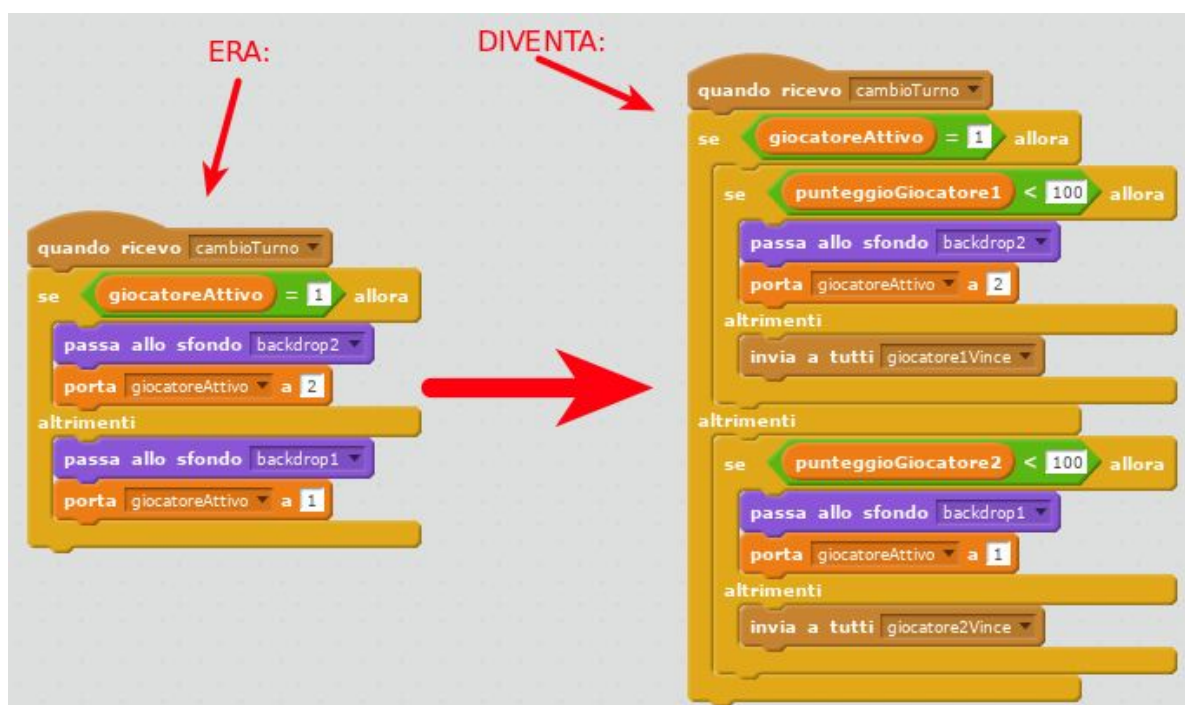 ERA:
quando ricevo cambioTurno
se giocatoreAttivo = 1 allora
passa allo sfondo backdrop2
porta giocatoreAttivo a 2
altrimenti
passa allo sfondo backdrop1
porta giocatoreAttivo a 1
DIVENTA:
quando ricevo cambioTurno
se giocatoreAttivo = 1 allora
se punteggioGiocatore1 < 100 allora
passa allo sfondo backdrop2
porta giocatoreAttivo a 2
altrimenti
invia a tutti giocatore1Vince
altrimenti
se punteggioGiocatore2 < 100 allora
passa allo sfondo backdrop1
porta giocatoreAttivo a 1
altrimenti
invia a tutti giocatore2Vince